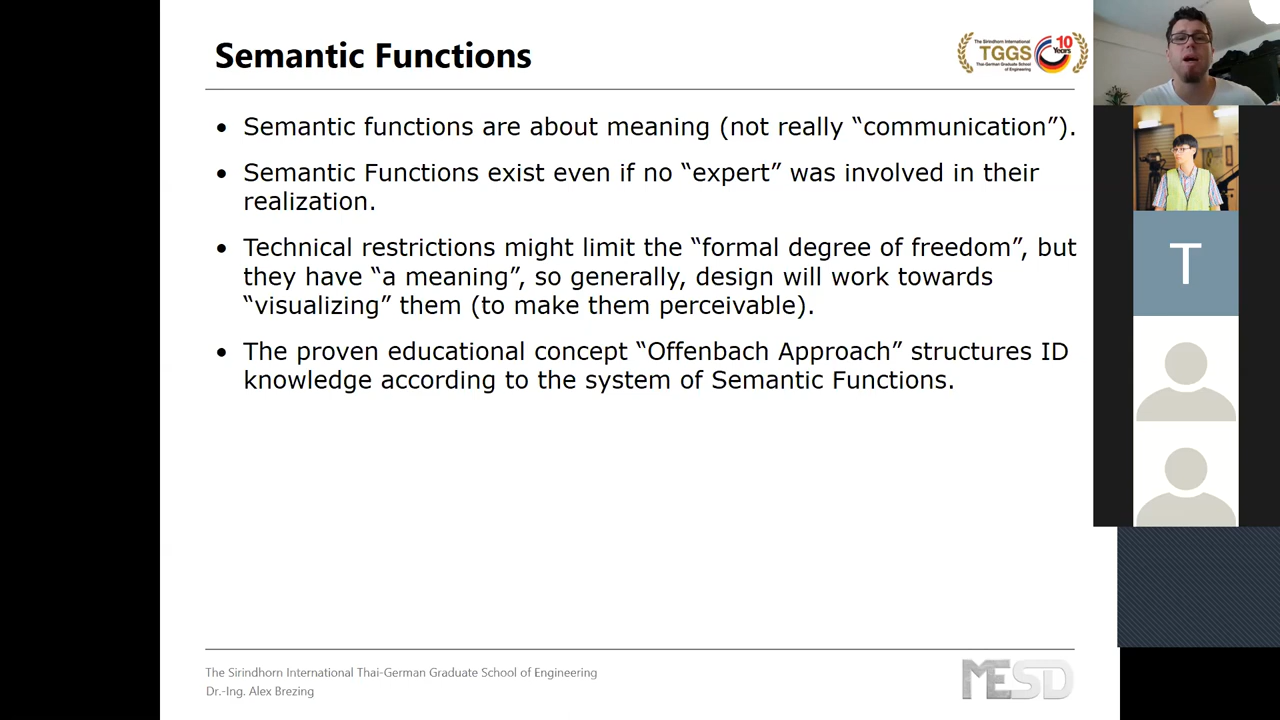 Semantic Functions
The Sirindhorn International
TGGS
Thai-German Graduate School
of Engineering
10
Years
• Semantic functions are about meaning (not really “communication”).
• Semantic Functions exist even if no “expert” was involved in their
realization.
• Technical restrictions might limit the “formal degree of freedom”, but
they have “a meaning”, so generally, design will work towards
“visualizing” them (to make them perceivable).
• The proven educational concept “Offenbach Approach” structures ID
knowledge according to the system of Semantic Functions.
T
The Sirindhorn International Thai-German Graduate School of Engineering
Dr.-Ing. Alex Brezing
MESD